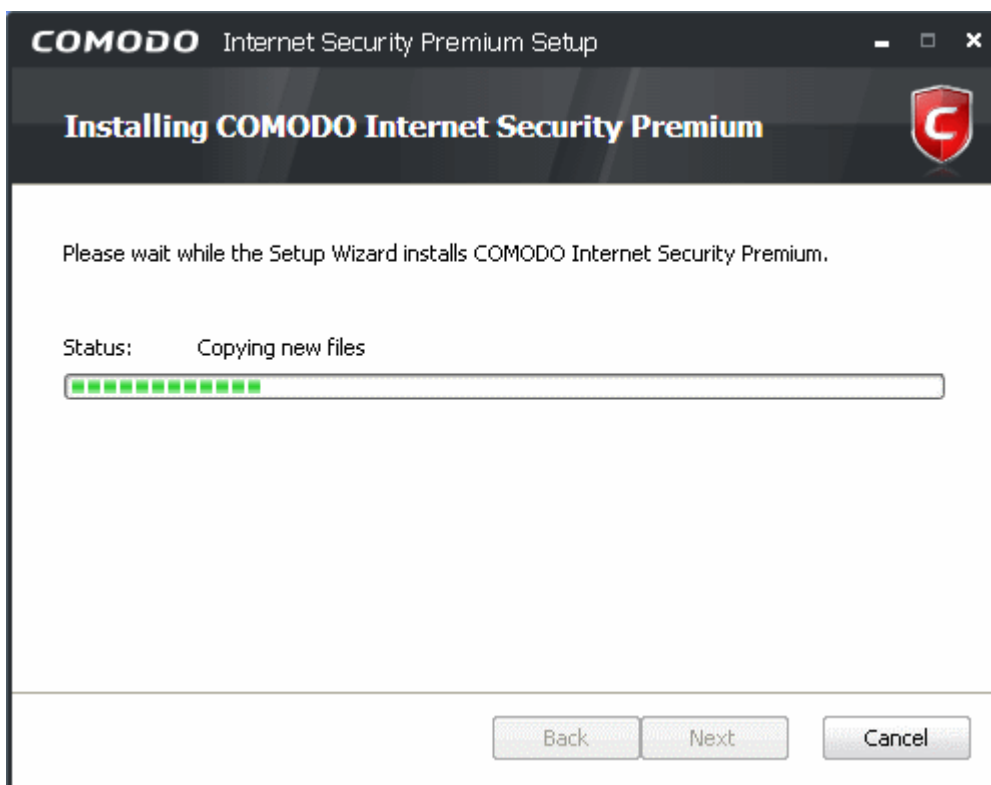 COMODO Internet Security Premium Setup
Installing COMODO Internet Security Premium
C
Please wait while the Setup Wizard installs COMODO Internet Security Premium.
Status: Copying new files
Back Next Cancel